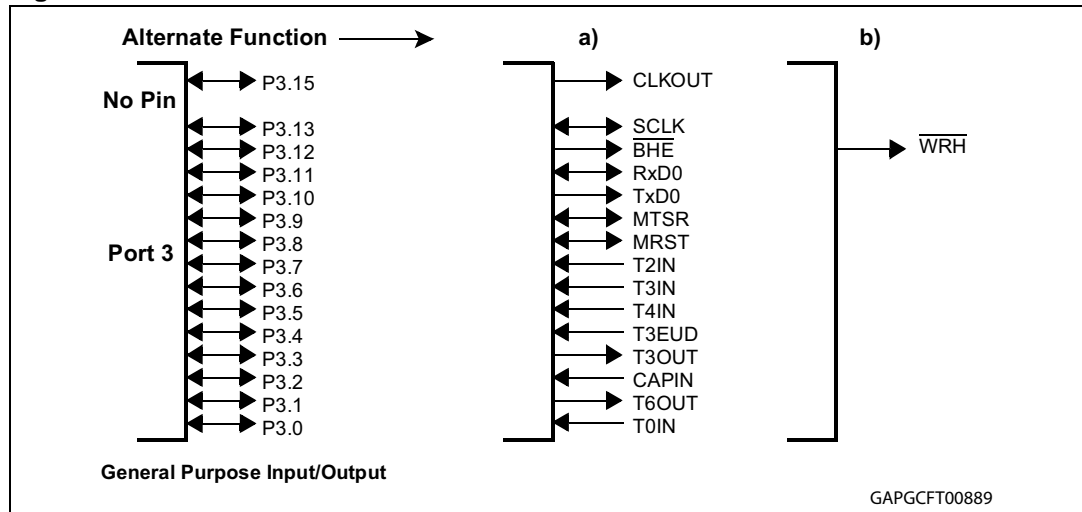 Alternate Function a) b)
No Pin
P3.15 CLKOUT
P3.13 SCLK
P3.12 BHE WRH
P3.11 RxD0
P3.10 TxD0
P3.9 MTSR
Port 3
P3.8 MRST
P3.7 T2IN
P3.6 T3IN
P3.5 T4IN
P3.4 T3EUD
P3.3 T3OUT
P3.2 CAPIN
P3.1 T6OUT
P3.0 T0IN
General Purpose Input/Output
GAPGCFT00889